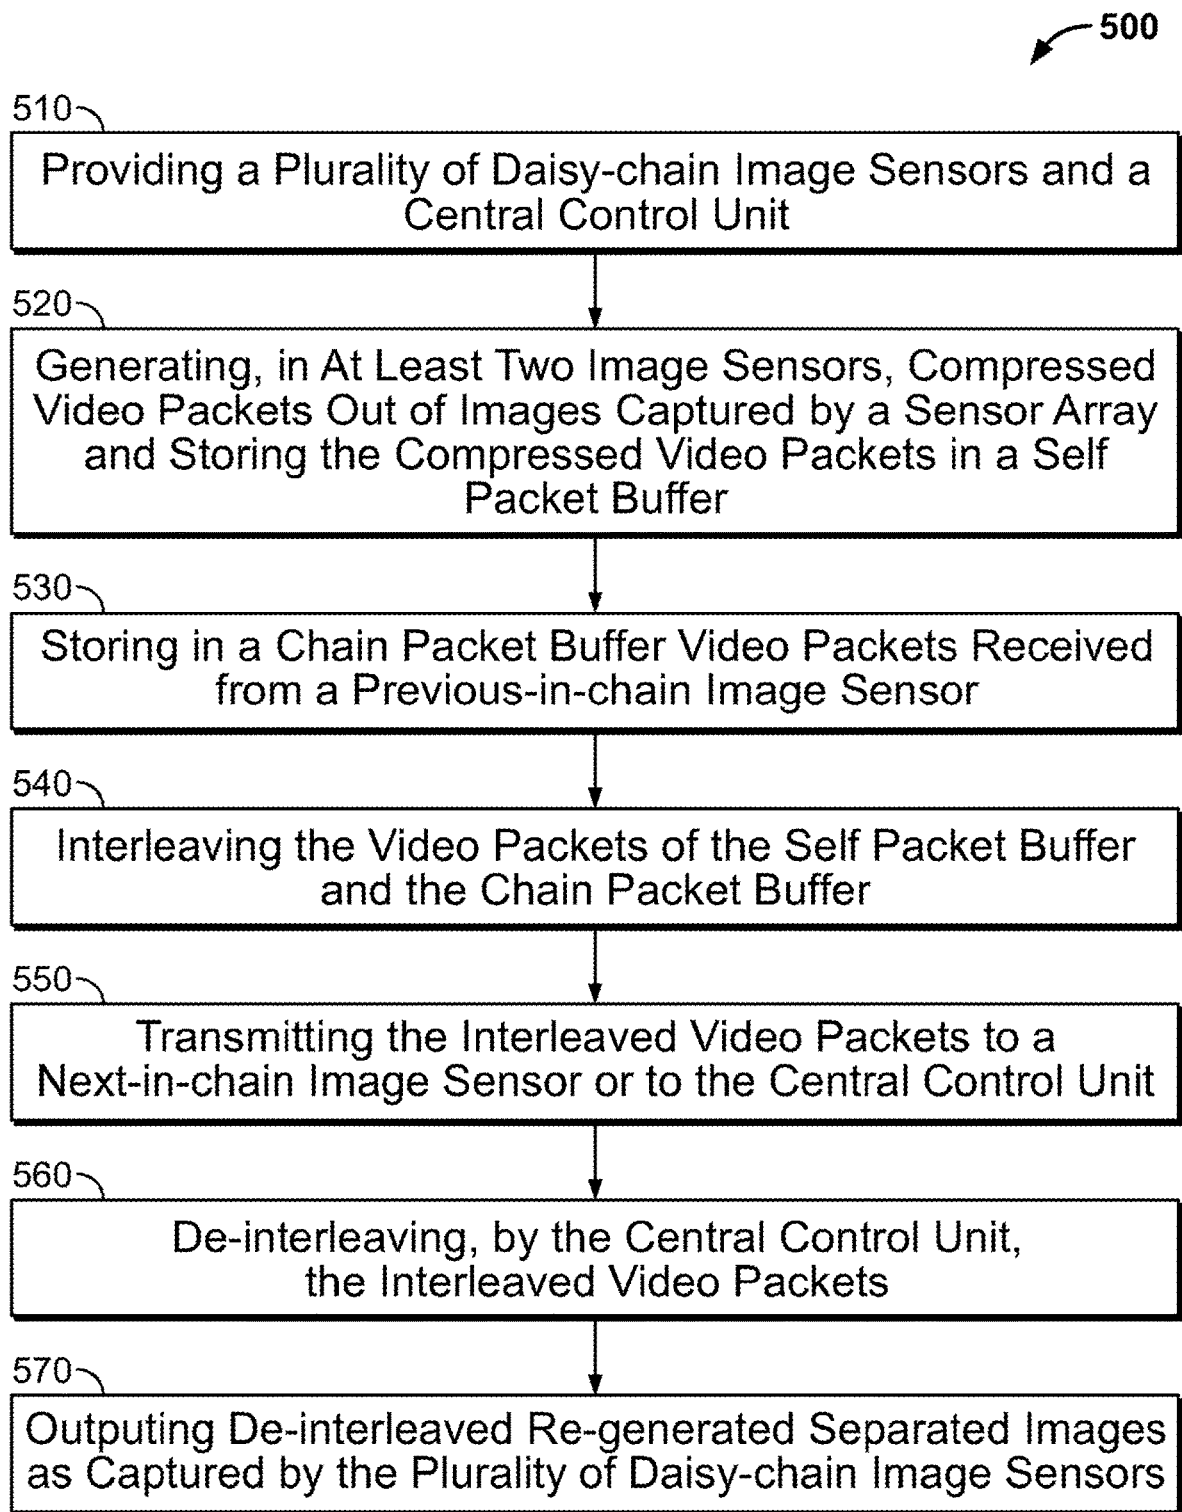 500
510
Providing a Plurality of Daisy-chain Image Sensors and a
Central Control Unit
520
Generating, in At Least Two Image Sensors, Compressed
Video Packets Out of Images Captured by a Sensor Array
and Storing the Compressed Video Packets in a Self
Packet Buffer
530
Storing in a Chain Packet Buffer Video Packets Received
from a Previous-in-chain Image Sensor
540
Interleaving the Video Packets of the Self Packet Buffer
and the Chain Packet Buffer
550
Transmitting the Interleaved Video Packets to a
Next-in-chain Image Sensor or to the Central Control Unit
560
De-interleaving, by the Central Control Unit,
the Interleaved Video Packets
570
Outputing De-interleaved Re-generated Separated Images
as Captured by the Plurality of Daisy-chain Image Sensors